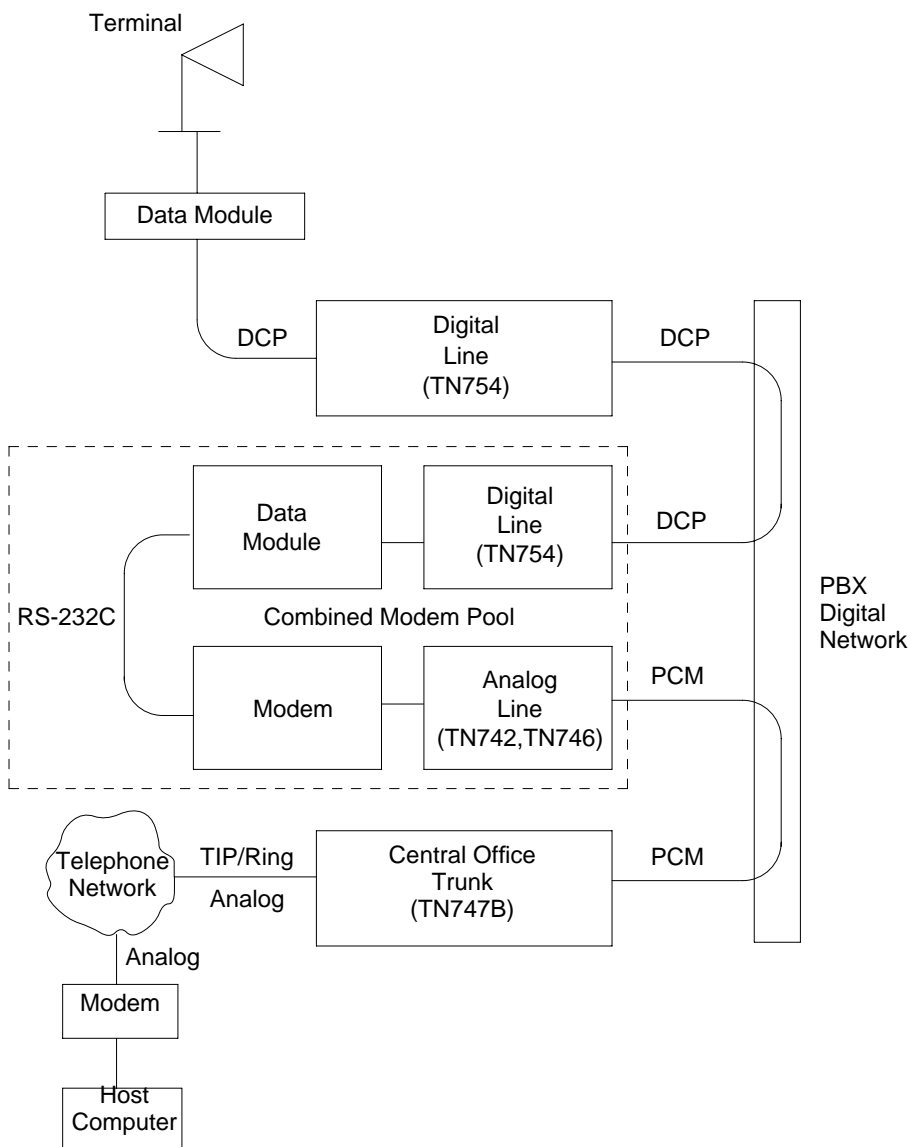 Terminal
Data Module
DCP
Digital
Line
(TN754)
DCP
Data
Module
Digital
Line
(TN754)
DCP
RS-232C
Combined Modem Pool
PBX
Digital
Network
Modem
Analog
Line
(TN742,TN746)
PCM
Telephone
Network
TIP/Ring
Analog
Central Office
Trunk
(TN747B)
PCM
Analog
Modem
Host
Computer